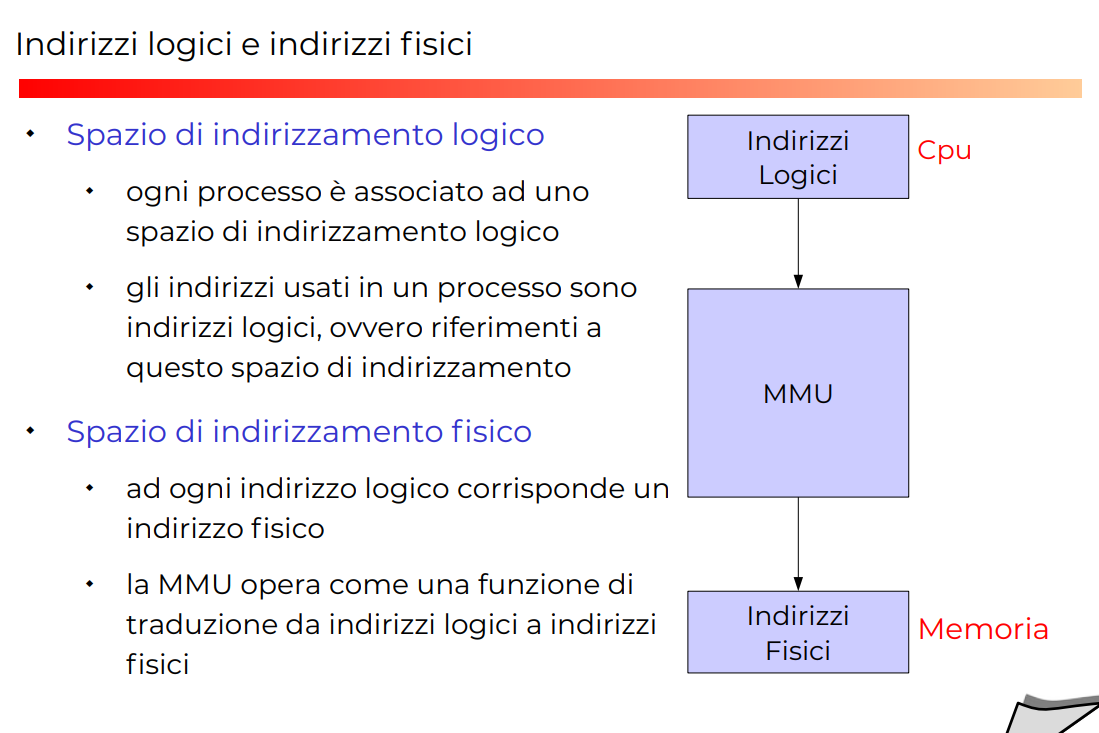 Indirizzi logici e indirizzi fisici
Spazio di indirizzamento logico
ogni processo è associato ad uno
spazio di indirizzamento logico
gli indirizzi usati in un processo sono
indirizzi logici, ovvero riferimenti a
questo spazio di indirizzamento
Spazio di indirizzamento fisico
ad ogni indirizzo logico corrisponde un
indirizzo fisico
la MMU opera come una funzione di
traduzione da indirizzi logici a indirizzi
fisici
Indirizzi
Logici
Cpu
MMU
Indirizzi
Fisici
Memoria